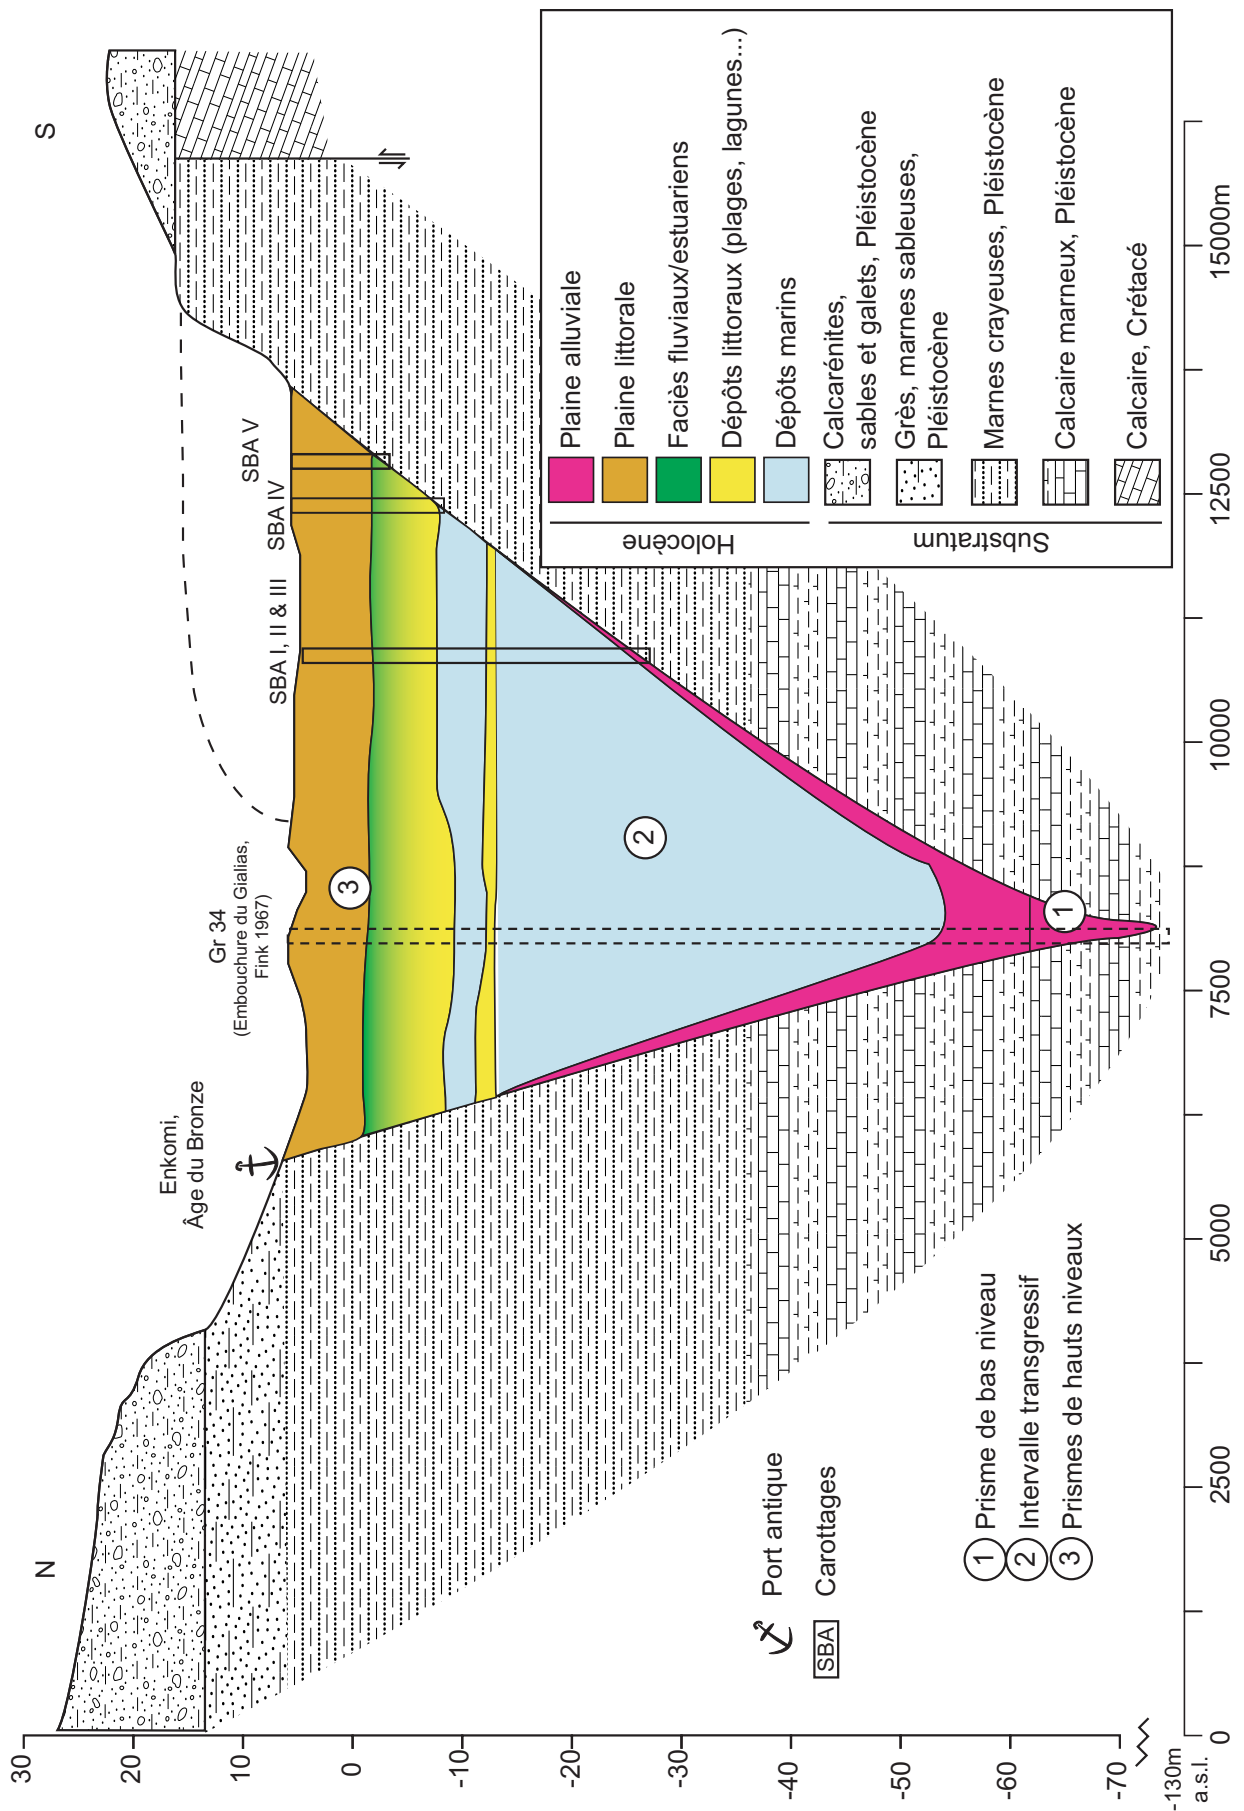 N
S
Enkomi,
Âge du Bronze
Gr 34
(Embouchure du Gialias,
Fink 1967)
SBA I, II & III
SBA IV
SBA V
30
20
10
0
-10
-20
-30
-40
-50
-60
-70
-130m
a.s.l.
0
2500
5000
7500
10000
12500
15000m
3
2
1
Port antique
SBA
Carottages
1 Prisme de bas niveau
2 Intervalle transgressif
3 Prismes de hauts niveaux
Holocène
Plaine alluviale
Plaine littorale
Faciès fluviaux/estuariens
Dépôts littoraux (plages, lagunes...)
Dépôts marins
Substratum
Calcarénites,
sables et galets, Pléistocène
Grès, marnes sableuses,
Pléistocène
Marnes crayeuses, Pléistocène
Calcaire marneux, Pléistocène
Calcaire, Crétacé